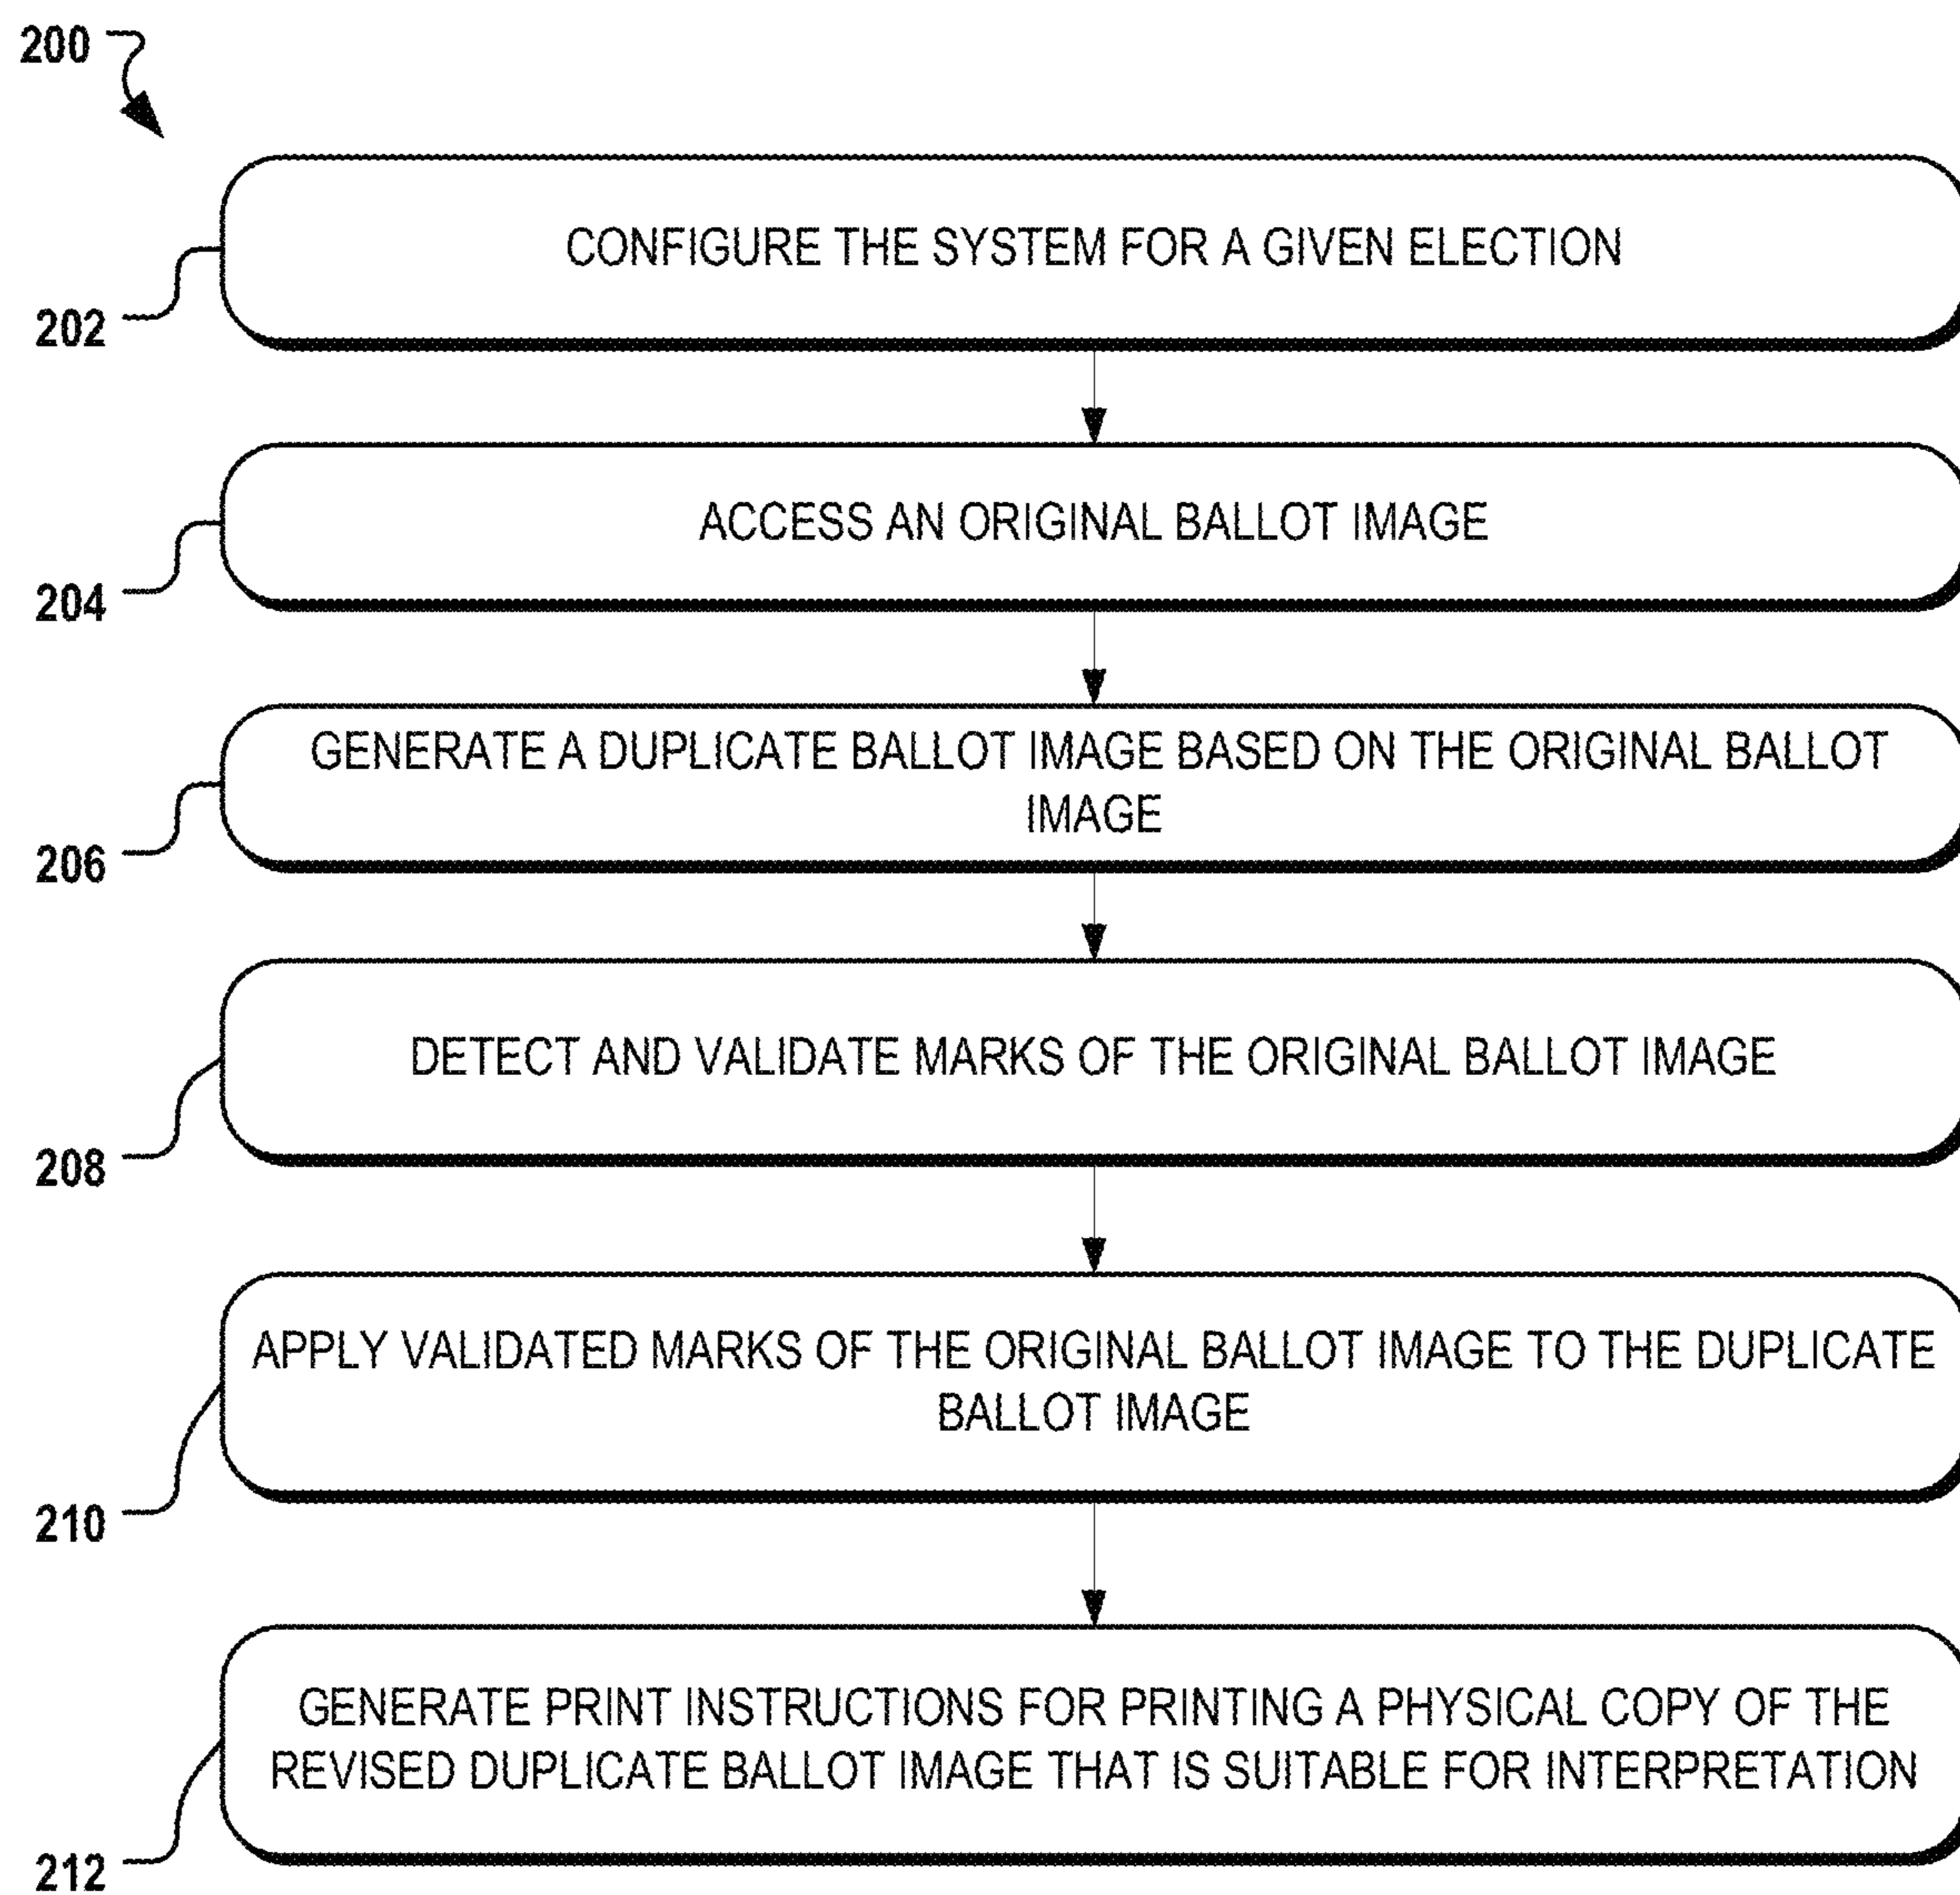 200
CONFIGURE THE SYSTEM FOR A GIVEN ELECTION
202
ACCESS AN ORIGINAL BALLOT IMAGE
204
GENERATE A DUPLICATE BALLOT IMAGE BASED ON THE ORIGINAL BALLOT
IMAGE
206
DETECT AND VALIDATE MARKS OF THE ORIGINAL BALLOT IMAGE
208
APPLY VALIDATED MARKS OF THE ORIGINAL BALLOT IMAGE TO THE DUPLICATE
BALLOT IMAGE
210
GENERATE PRINT INSTRUCTIONS FOR PRINTING A PHYSICAL COPY OF THE
REVISED DUPLICATE BALLOT IMAGE THAT IS SUITABLE FOR INTERPRETATION
212